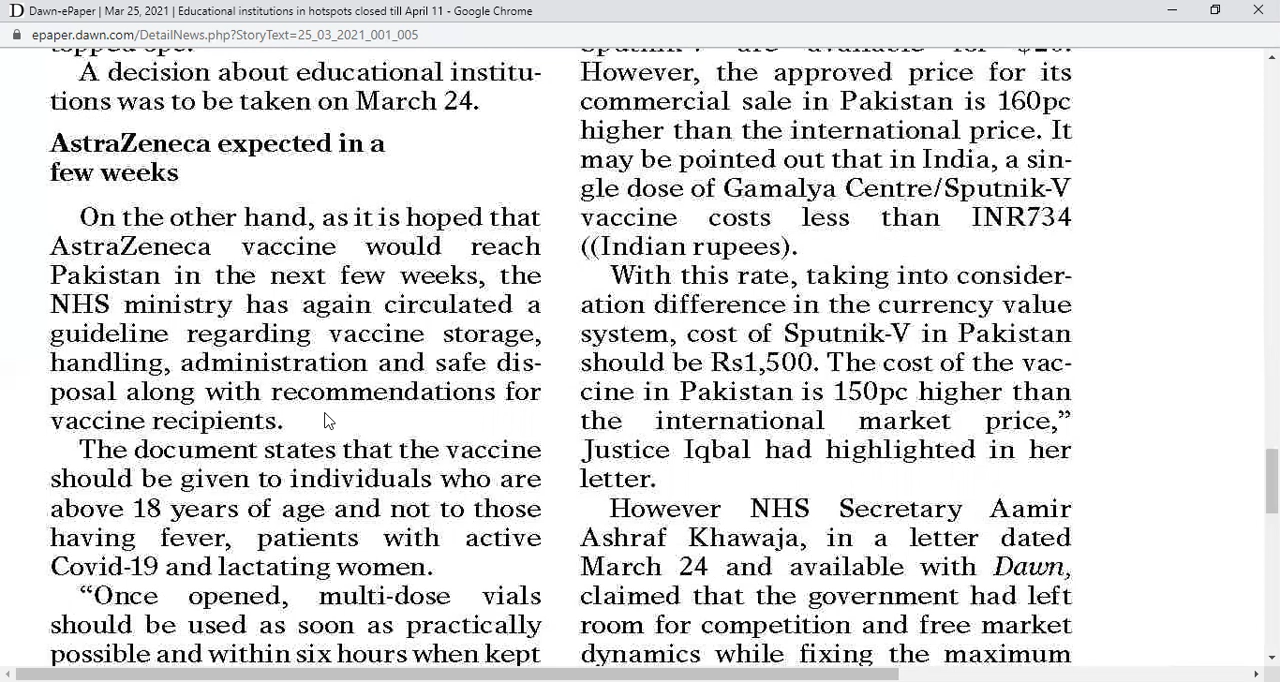 Dawn-ePaper | Mar 25, 2021 | Educational institutions in hotspots closed till April 11 - Google Chrome
epaper.dawn.com/DetailNews.php?StoryText=25_03_2021_001_005
A decision about educational institu-
tions was to be taken on March 24.
AstraZeneca expected in a
few weeks
On the other hand, as it is hoped that
AstraZeneca vaccine would reach
Pakistan in the next few weeks, the
NHS ministry has again circulated a
guideline regarding vaccine storage,
handling, administration and safe dis-
posal along with recommendations for
vaccine recipients.
The document states that the vaccine
should be given to individuals who are
above 18 years of age and not to those
having fever, patients with active
Covid-19 and lactating women.
“Once opened, multi-dose vials
should be used as soon as practically
possible and within six hours when kept
Sputnik-V are available for $20.
However, the approved price for its
commercial sale in Pakistan is 160pc
higher than the international price. It
may be pointed out that in India, a sin-
gle dose of Gamalya Centre/Sputnik-V
vaccine costs less than INR734
((Indian rupees).
With this rate, taking into consider-
ation difference in the currency value
system, cost of Sputnik-V in Pakistan
should be Rs1,500. The cost of the vac-
cine in Pakistan is 150pc higher than
the international market price,”
Justice Iqbal had highlighted in her
letter.
However NHS Secretary Aamir
Ashraf Khawaja, in a letter dated
March 24 and available with Dawn,
claimed that the government had left
room for competition and free market
dynamics while fixing the maximum